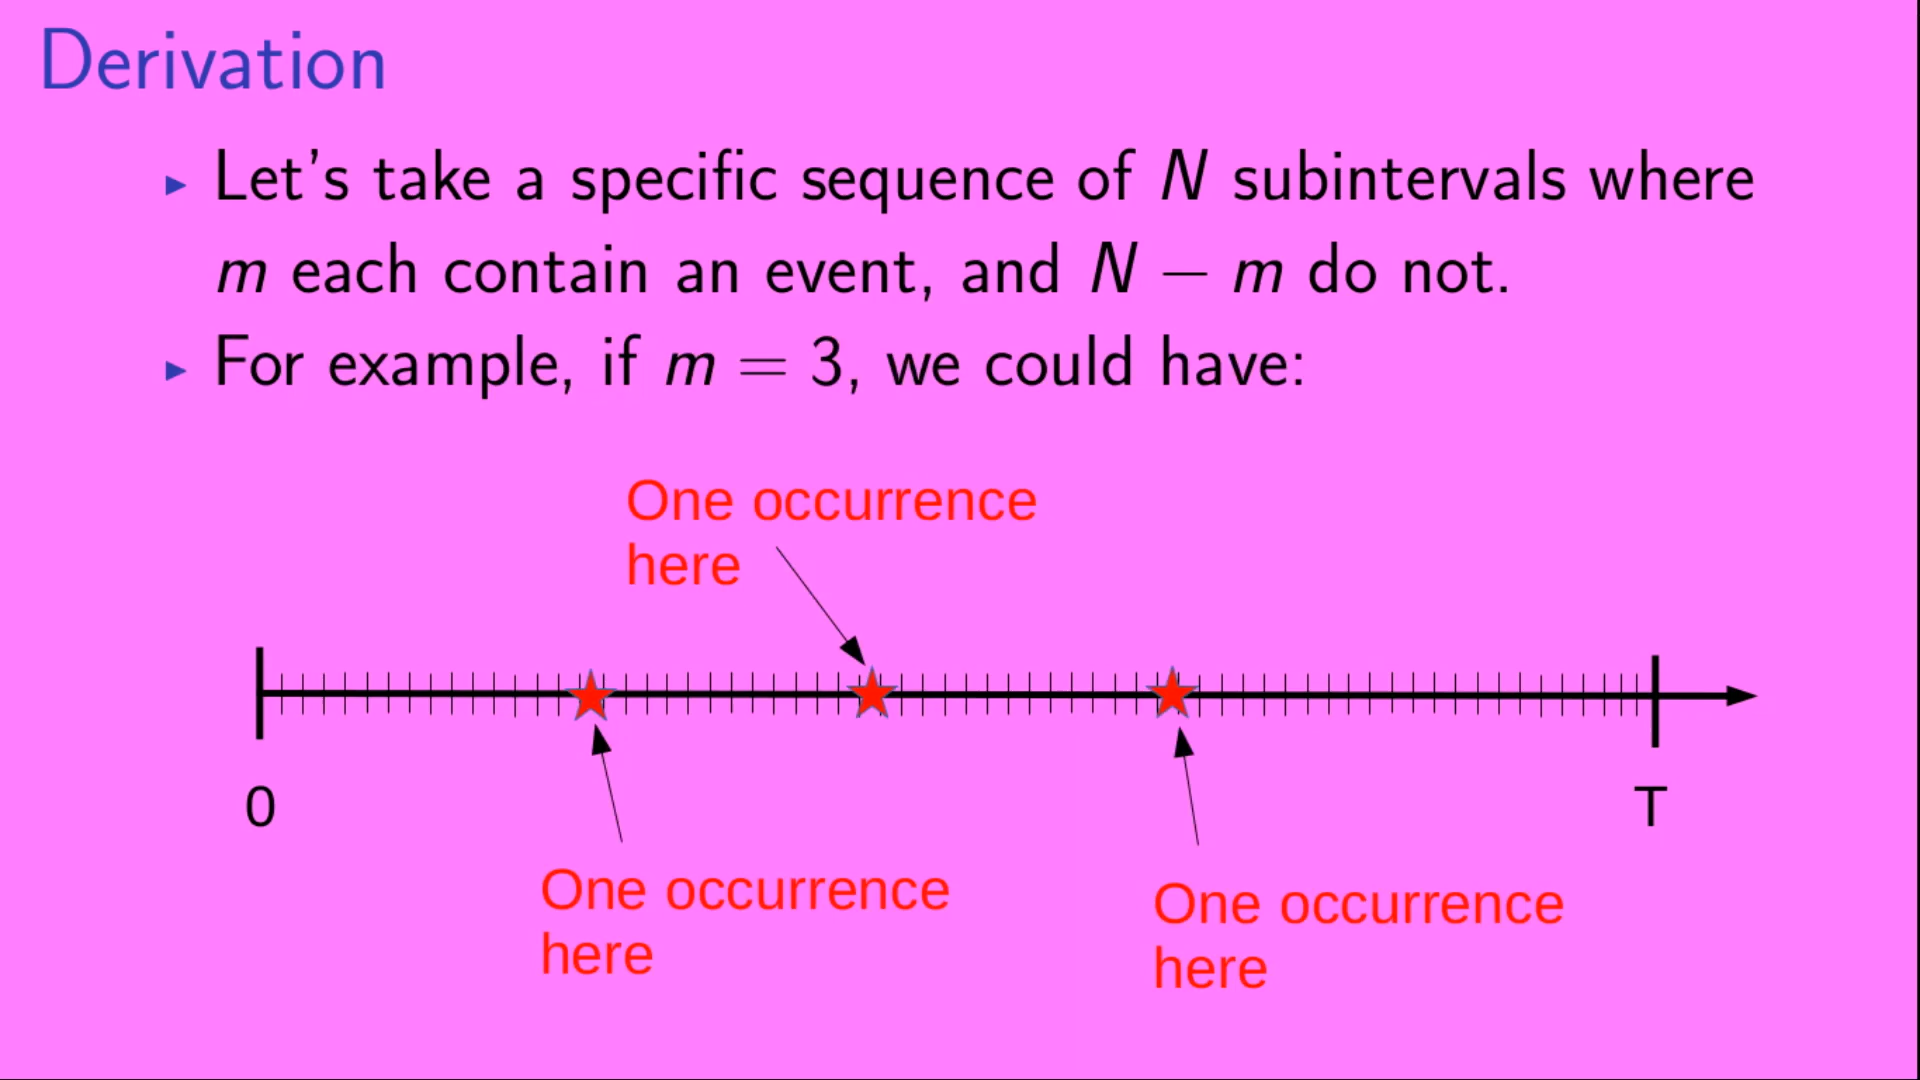 Derivation
▸ Let's take a specific sequence of N subintervals where
m each contain an event, and N − m do not.
▸ For example, if m = 3, we could have:
One occurrence
here
0
T
One occurrence
here
One occurrence
here